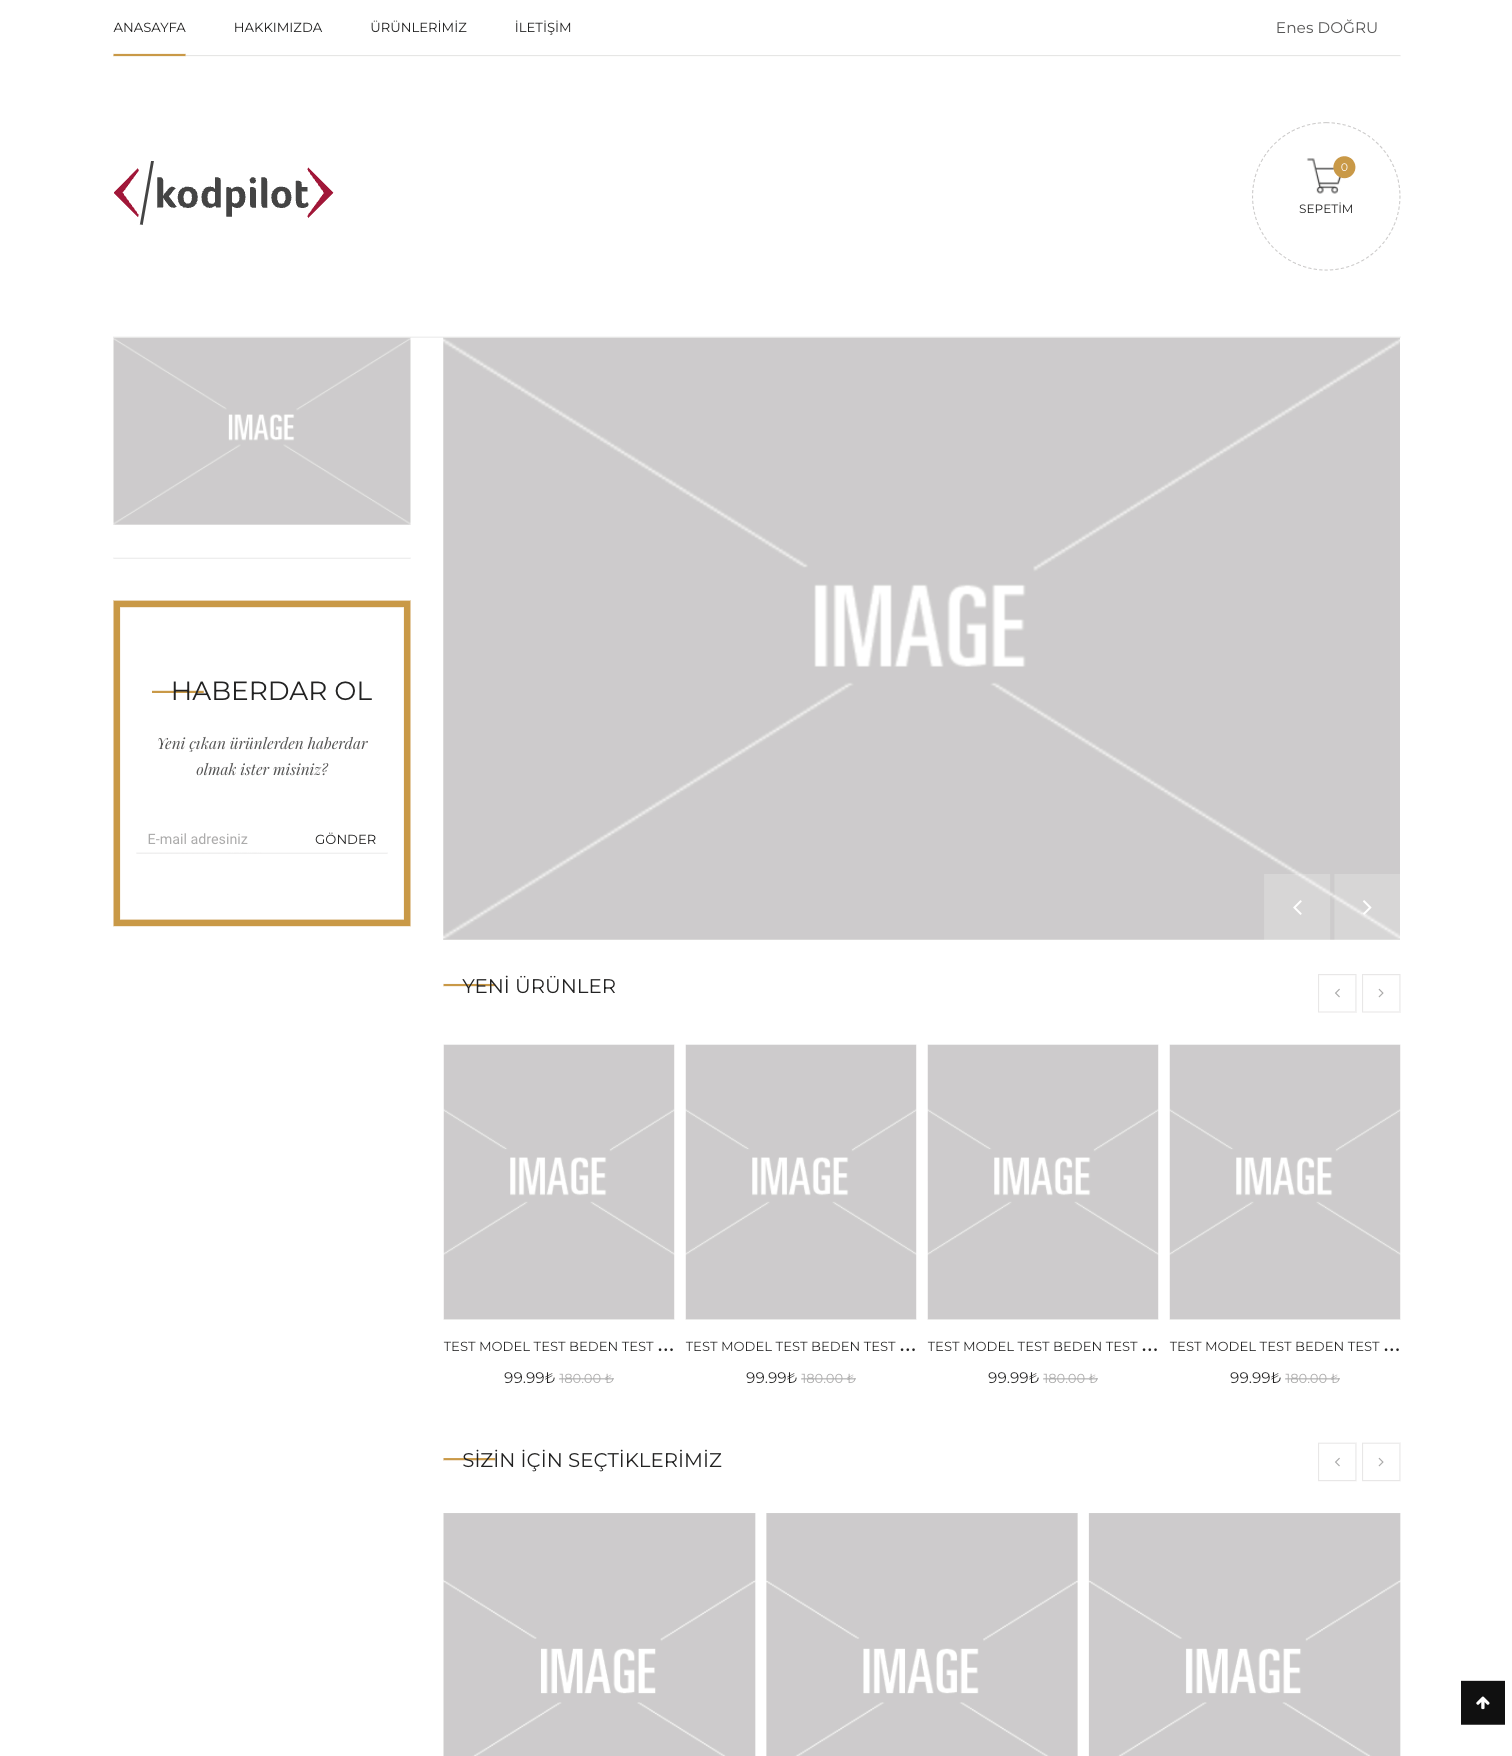 ANASAYFA HAKKIMIZDA ÜRÜNLERİMİZ İLETİŞİM Enes DOĞRU
</kodpilot>
0
SEPETİM
IMAGE
IMAGE
HABERDAR OL
Yeni çıkan ürünlerden haberdar
olmak ister misiniz?
E-mail adresiniz GÖNDER
YENİ ÜRÜNLER
IMAGE IMAGE IMAGE IMAGE
TEST MODEL TEST BEDEN TEST ... TEST MODEL TEST BEDEN TEST ... TEST MODEL TEST BEDEN TEST ... TEST MODEL TEST BEDEN TEST ...
99.99₺ 180.00 ₺ 99.99₺ 180.00 ₺ 99.99₺ 180.00 ₺ 99.99₺ 180.00 ₺
SİZİN İÇİN SEÇTİKLERİMİZ
IMAGE IMAGE IMAGE